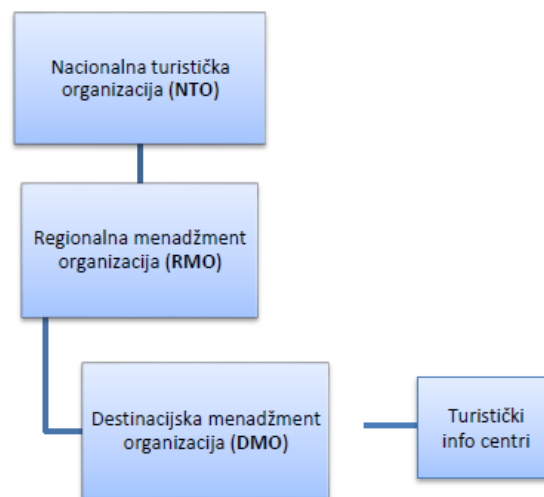 Nacionalna turistička
organizacija (NTO)
Regionalna menadžment
organizacija (RMO)
Destinacijska menadžment
organizacija (DMO)
Turistički
info centri